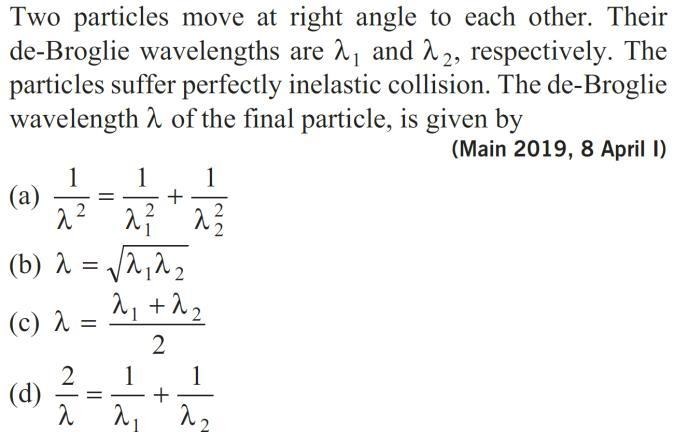 Two particles move at right angle to each other. Their
de-Broglie wavelengths are λ₁ and λ₂, respectively. The
particles suffer perfectly inelastic collision. The de-Broglie
wavelength λ of the final particle, is given by
(Main 2019, 8 April I)
(a) 1/λ² = 1/λ₁² + 1/λ₂²
(b) λ = √(λ₁λ₂)
(c) λ = (λ₁ + λ₂)/2
(d) 2/λ = 1/λ₁ + 1/λ₂